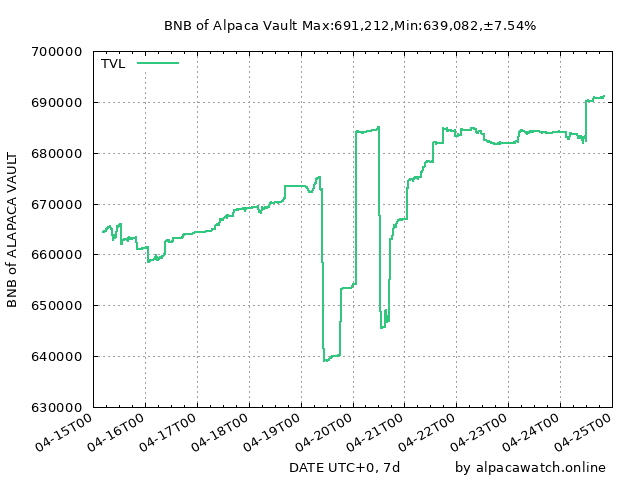 BNB of Alpaca Vault Max:691,212,Min:639,082,±7.54%
TVL
700000
690000
680000
670000
660000
650000
640000
630000
BNB of ALAPACA VAULT
04-15T00
04-16T00
04-17T00
04-18T00
04-19T00
04-20T00
04-21T00
04-22T00
04-23T00
04-24T00
04-25T00
DATE UTC+0, 7d
by alpacawatch.online